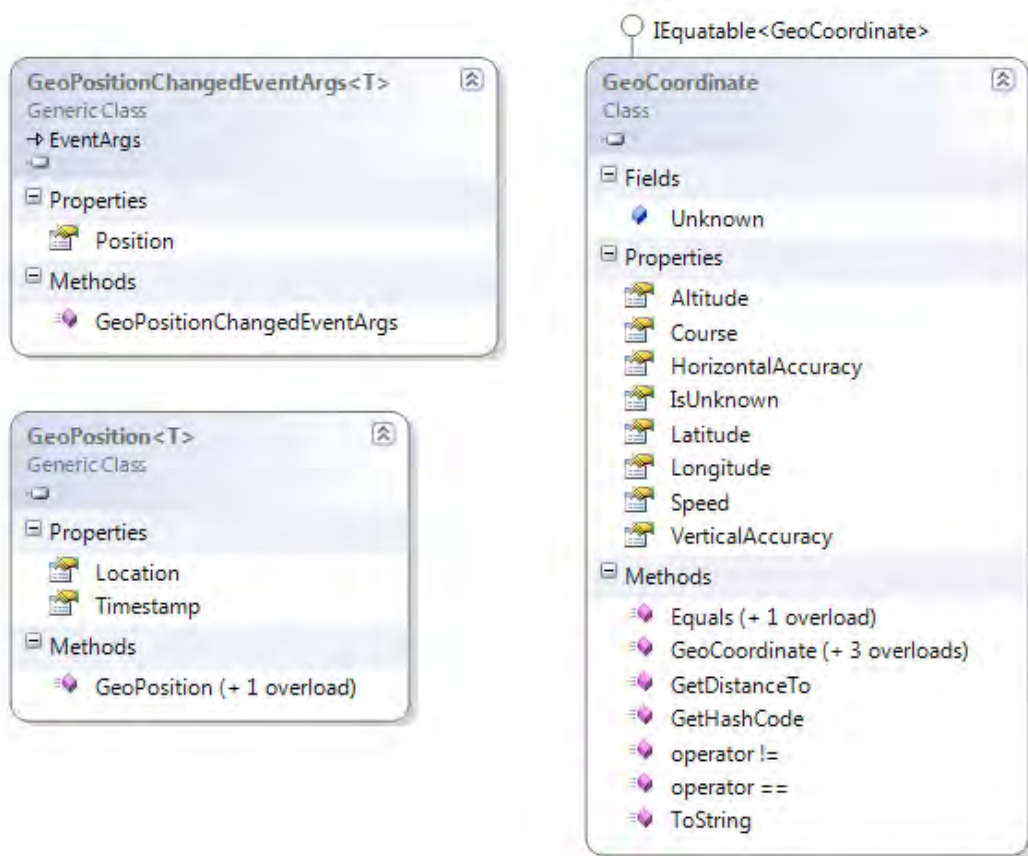 GeoPositionChangedEventArgs<T>
Generic Class
EventArgs
Properties
Position
Methods
GeoPositionChangedEventArgs
GeoPosition<T>
Generic Class
Properties
Location
Timestamp
Methods
GeoPosition (+ 1 overload)
IEquatable<GeoCoordinate>
GeoCoordinate
Class
Fields
Unknown
Properties
Altitude
Course
HorizontalAccuracy
IsUnknown
Latitude
Longitude
Speed
VerticalAccuracy
Methods
Equals (+ 1 overload)
GeoCoordinate (+ 3 overloads)
GetDistanceTo
GetHashCode
operator !=
operator ==
ToString